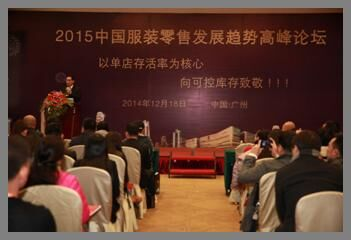 2015中国服装零售发展趋势高峰论坛
以单店存活率为核心
向可控库存致敬!!!
2014年12月18日 中国·广州